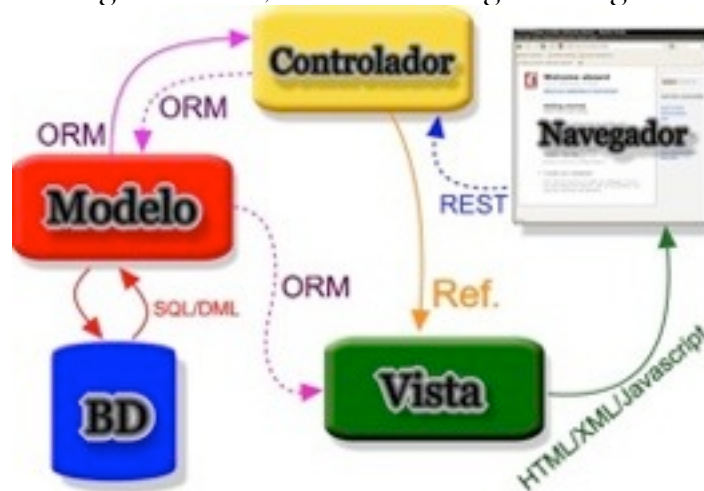 Controlador
Welcome aboard
Navegador
ORM
ORM
REST
Modelo
ORM
Ref.
SQL/DML
BD
Vista
HTML/XML/Javascript